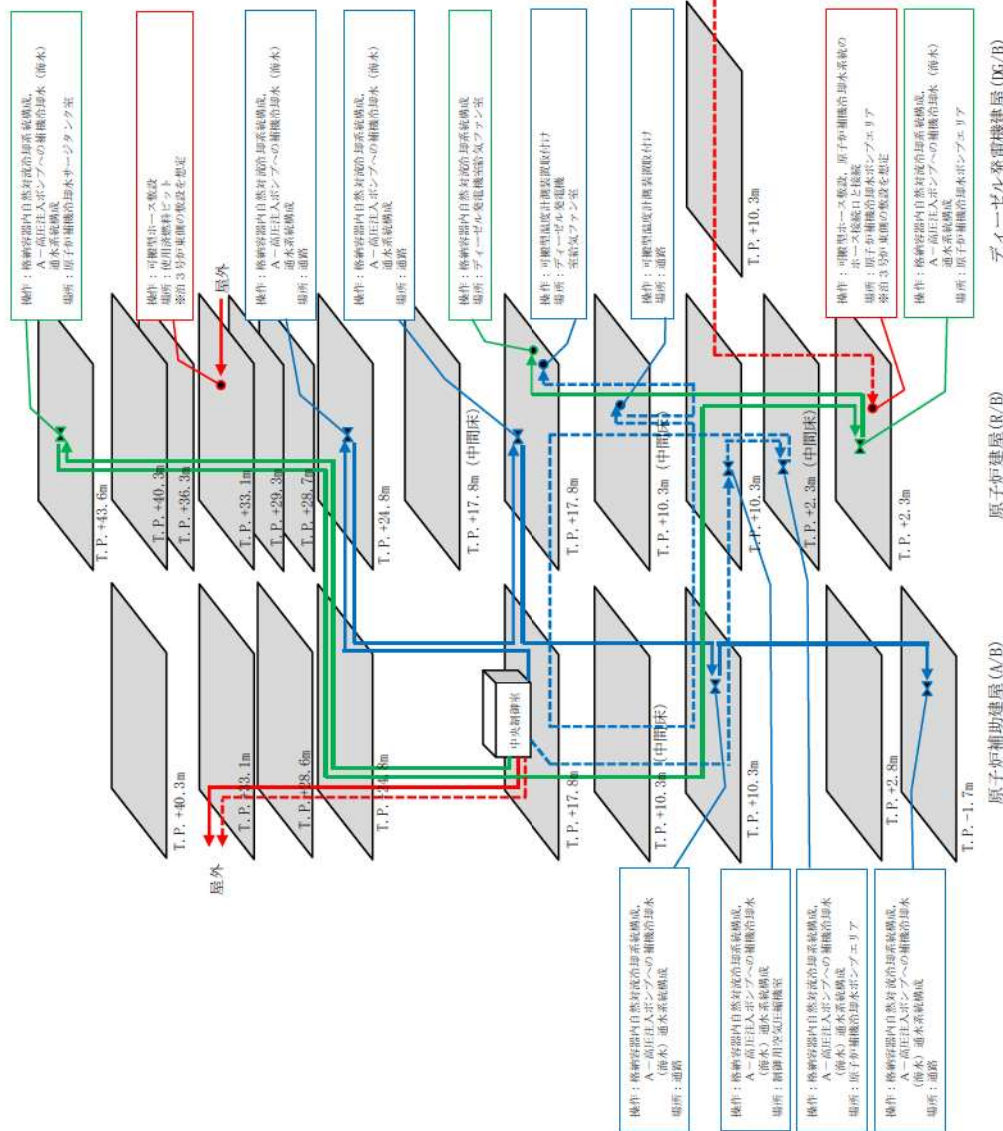 操作：格納容器内自然対流冷却系統構成，
A－高圧注入ポンプへの補機冷却水（海水）
通水系統構成
場所：原子炉補機冷却水サージタンク室
操作：可搬型ホース敷設
場所：使用済燃料ピット
※泊３号炉東側の敷設を想定
操作：格納容器内自然対流冷却系統構成，
A－高圧注入ポンプへの補機冷却水（海水）
通水系統構成
場所：通路
操作：格納容器内自然対流冷却系統構成，
A－高圧注入ポンプへの補機冷却水（海水）
通水系統構成
場所：通路
操作：格納容器内自然対流冷却系統構成
場所：ディーゼル発電機室給気ファン室
操作：可搬型温度計測装置取付け
場所：ディーゼル発電機
室給気ファン室
操作：可搬型温度計測装置取付け
場所：通路
操作：可搬型ホース敷設，原子炉補機冷却水系統の
ホース接続口と接続
場所：原子炉補機冷却水ポンプエリア
※泊３号炉東側の敷設を想定
操作：格納容器内自然対流冷却系統構成，
A－高圧注入ポンプへの補機冷却水（海水）
通水系統構成
場所：原子炉補機冷却水ポンプエリア
屋外
T.P. +10.3m
ディーゼル発電機建屋(DG/B)
T.P. +43.6m
T.P. +40.3m
T.P. +36.3m
T.P. +33.1m
T.P. +29.3m
T.P. +28.7m
T.P. +24.8m
T.P. +17.8m (中間床)
T.P. +17.8m
T.P. +10.3m (中間床)
T.P. +10.3m
T.P. +2.3m (中間床)
T.P. +2.3m
原子炉建屋(R/B)
T.P. +40.3m
T.P. +33.1m
T.P. +28.6m
T.P. +24.8m
中央制御室
T.P. +17.8m
T.P. +10.3m (中間床)
T.P. +10.3m
T.P. +2.8m
T.P. -1.7m
原子炉補助建屋(A/B)
屋外
操作：格納容器内自然対流冷却系統構成，
A－高圧注入ポンプへの補機冷却水
（海水）通水系統構成
場所：通路
操作：格納容器内自然対流冷却系統構成，
A－高圧注入ポンプへの補機冷却水
（海水）通水系統構成
場所：制御用空気圧縮機室
操作：格納容器内自然対流冷却系統構成，
A－高圧注入ポンプへの補機冷却水
（海水）通水系統構成
場所：原子炉補機冷却水ポンプエリア
操作：格納容器内自然対流冷却系統構成，
A－高圧注入ポンプへの補機冷却水
（海水）通水系統構成
場所：通路